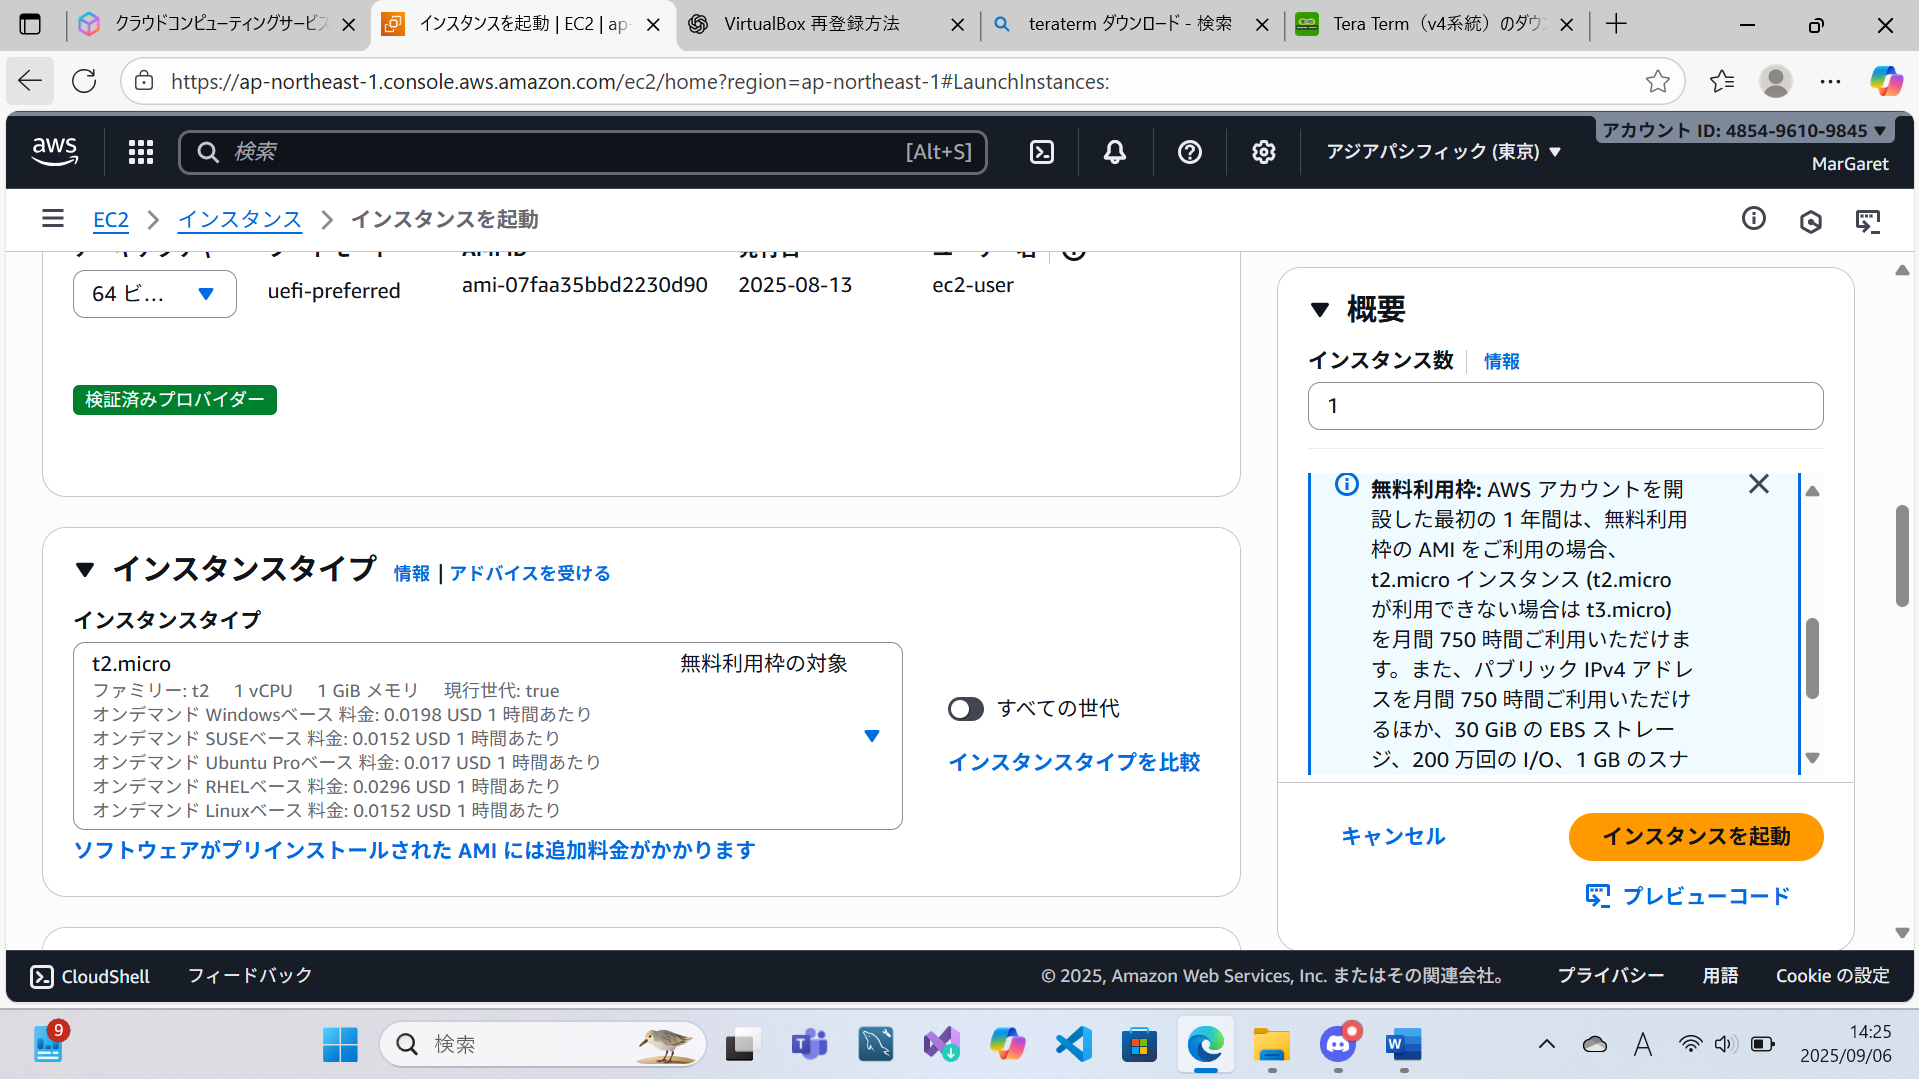 クラウドコンピューティングサービス
インスタンスを起動 | EC2 | ap-
VirtualBox 再登録方法
teraterm ダウンロード - 検索
Tera Term（v4系統）のダウ
https://ap-northeast-1.console.aws.amazon.com/ec2/home?region=ap-northeast-1#LaunchInstances:
aws
検索
[Alt+S]
アジアパシフィック (東京) ▼
アカウント ID: 4854-9610-9845 ▼
MarGaret
EC2
インスタンス
インスタンスを起動
AMI ID
発行日
ユーザー名
64 ビ...
uefi-preferred
ami-07faa35bbd2230d90
2025-08-13
ec2-user
検証済みプロバイダー
インスタンスタイプ
情報 | アドバイスを受ける
インスタンスタイプ
t2.micro
無料利用枠の対象
ファミリー: t2 1 vCPU 1 GiB メモリ 現行世代: true
オンデマンド Windowsベース 料金: 0.0198 USD 1 時間あたり
オンデマンド SUSEベース 料金: 0.0152 USD 1 時間あたり
オンデマンド Ubuntu Proベース 料金: 0.017 USD 1 時間あたり
オンデマンド RHELベース 料金: 0.0296 USD 1 時間あたり
オンデマンド Linuxベース 料金: 0.0152 USD 1 時間あたり
すべての世代
インスタンスタイプを比較
ソフトウェアがプリインストールされた AMI には追加料金がかかります
概要
インスタンス数
情報
1
無料利用枠: AWS アカウントを開
設した最初の 1 年間は、無料利用
枠の AMI をご利用の場合、
t2.micro インスタンス (t2.micro
が利用できない場合は t3.micro)
を月間 750 時間ご利用いただけま
す。また、パブリック IPv4 アドレ
スを月間 750 時間ご利用いただけ
るほか、30 GiB の EBS ストレー
ジ、200 万回の I/O、1 GB のスナ
キャンセル
インスタンスを起動
プレビューコード
CloudShell
フィードバック
© 2025, Amazon Web Services, Inc. またはその関連会社。
プライバシー
用語
Cookie の設定
9
検索
A
14:25
2025/09/06